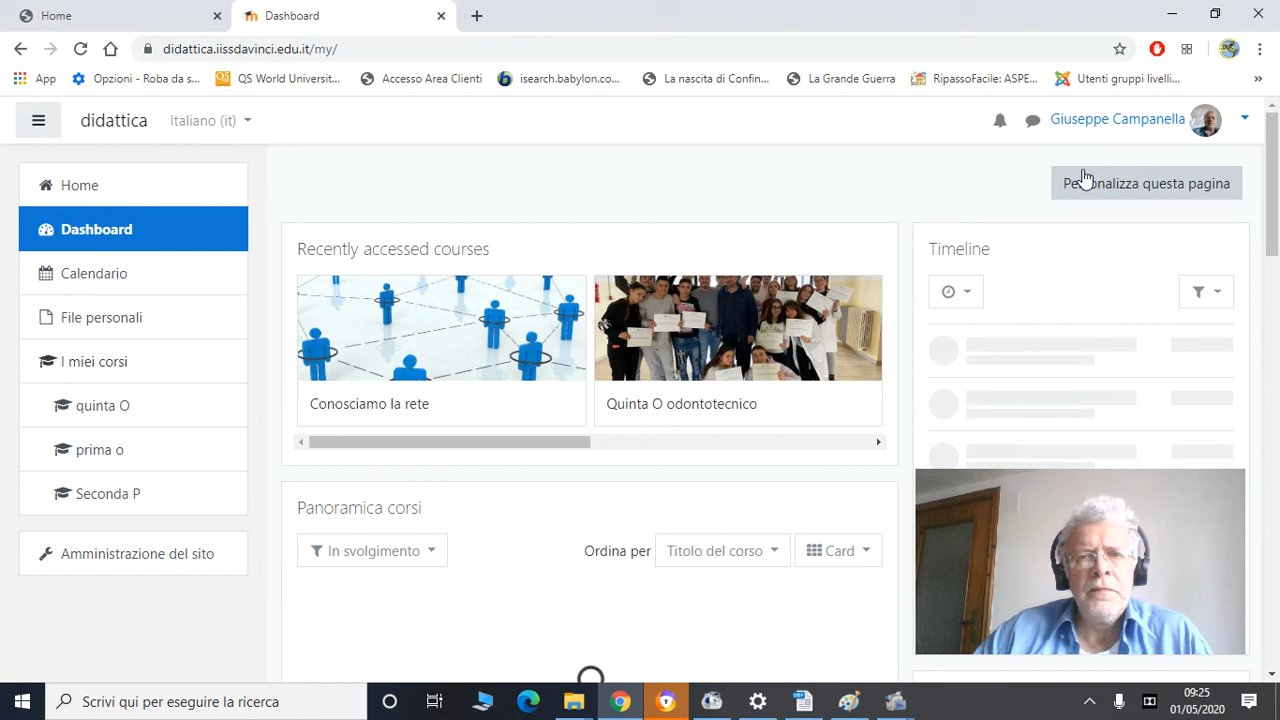 Home
Dashboard
didattica.iissdavinci.edu.it/my/
App
Opzioni - Roba da s...
QS
QS World Universit...
Accesso Area Clienti
isearch.babylon.co...
La nascita di Confin...
La Grande Guerra
RipassoFacile: ASPE...
Utenti gruppi livelli...
»
didattica
Italiano (it)
Giuseppe Campanella
Home
Dashboard
Calendario
File personali
I miei corsi
quinta O
prima o
Seconda P
Amministrazione del sito
Personalizza questa pagina
Recently accessed courses
Conosciamo la rete
Quinta O odontotecnico
Panoramica corsi
In svolgimento
Ordina per
Titolo del corso
Card
Timeline
Scrivi qui per eseguire la ricerca
09:25
01/05/2020